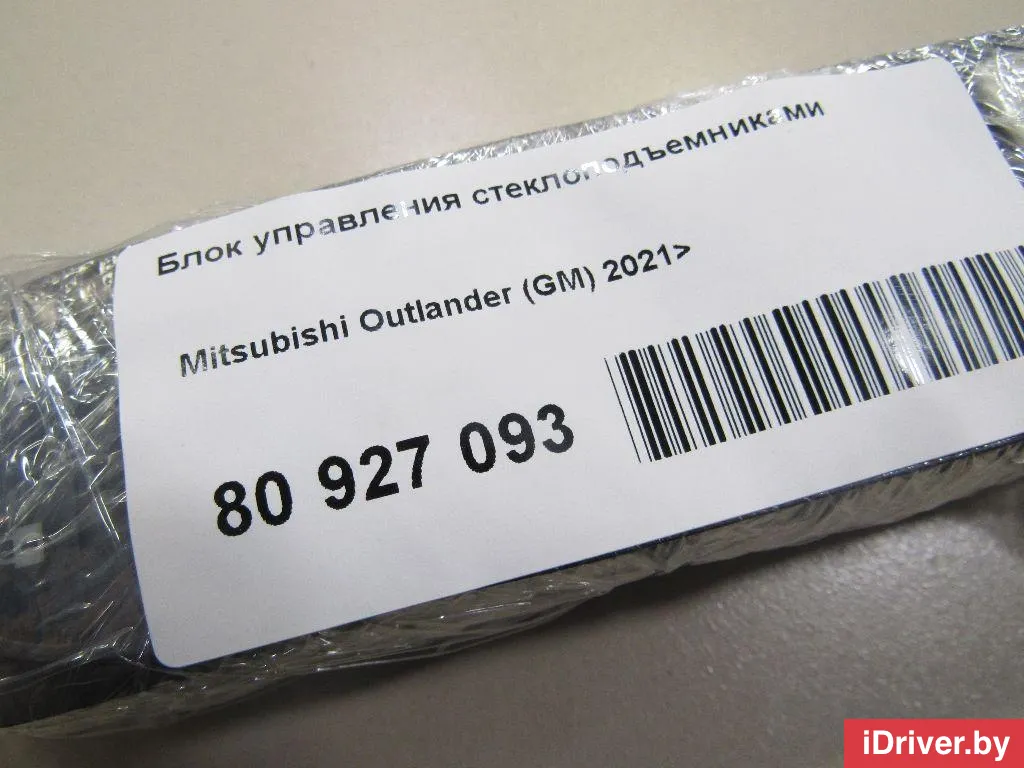 Блок управления стеклоподъемниками
Mitsubishi Outlander (GM) 2021>
80 927 093
iDriver.by